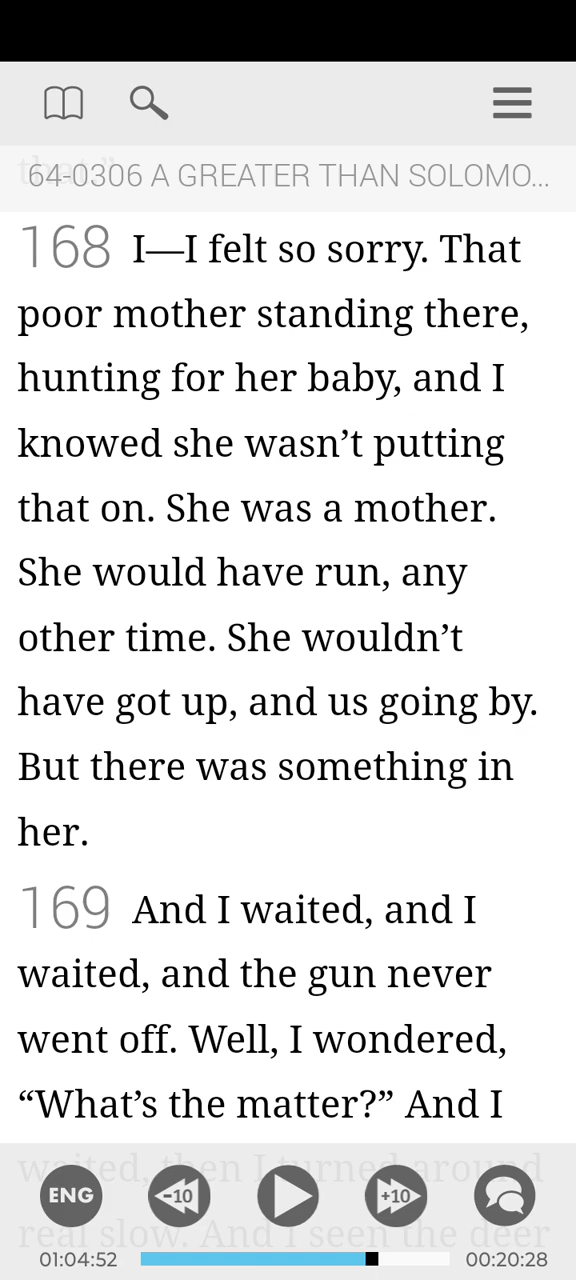 64-0306 A GREATER THAN SOLOMO...
168 I—I felt so sorry. That
poor mother standing there,
hunting for her baby, and I
knowed she wasn’t putting
that on. She was a mother.
She would have run, any
other time. She wouldn’t
have got up, and us going by.
But there was something in
her.
169 And I waited, and I
waited, and the gun never
went off. Well, I wondered,
“What’s the matter?” And I
waited, then I turned around
real slow. And I seen the deer
ENG -10 +10
01:04:52 00:20:28